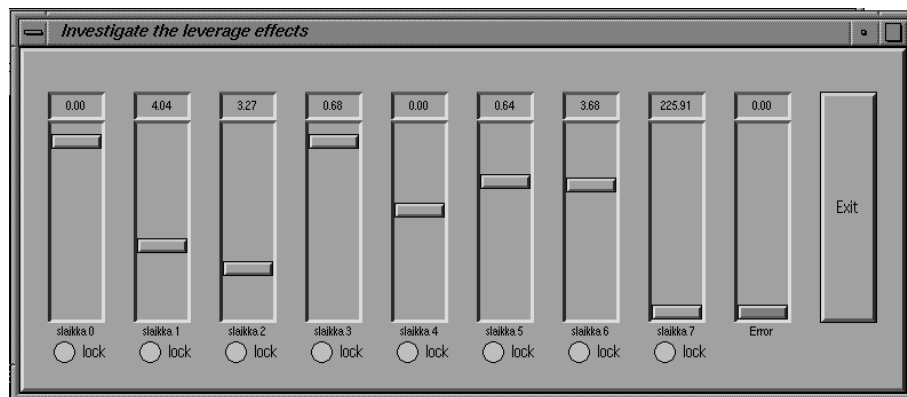 Investigate the leverage effects
0.00 4.04 3.27 0.68 0.00 0.64 3.68 225.91 0.00
Exit
slaikka 0 slaikka 1 slaikka 2 slaikka 3 slaikka 4 slaikka 5 slaikka 6 slaikka 7 Error
lock lock lock lock lock lock lock lock